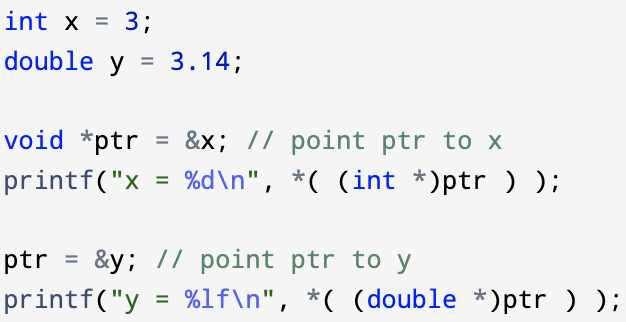 int x = 3;
double y = 3.14;
void *ptr = &x; // point ptr to x
printf("x = %d\n", *( (int *)ptr ) );
ptr = &y; // point ptr to y
printf("y = %lf\n", *( (double *)ptr ) );